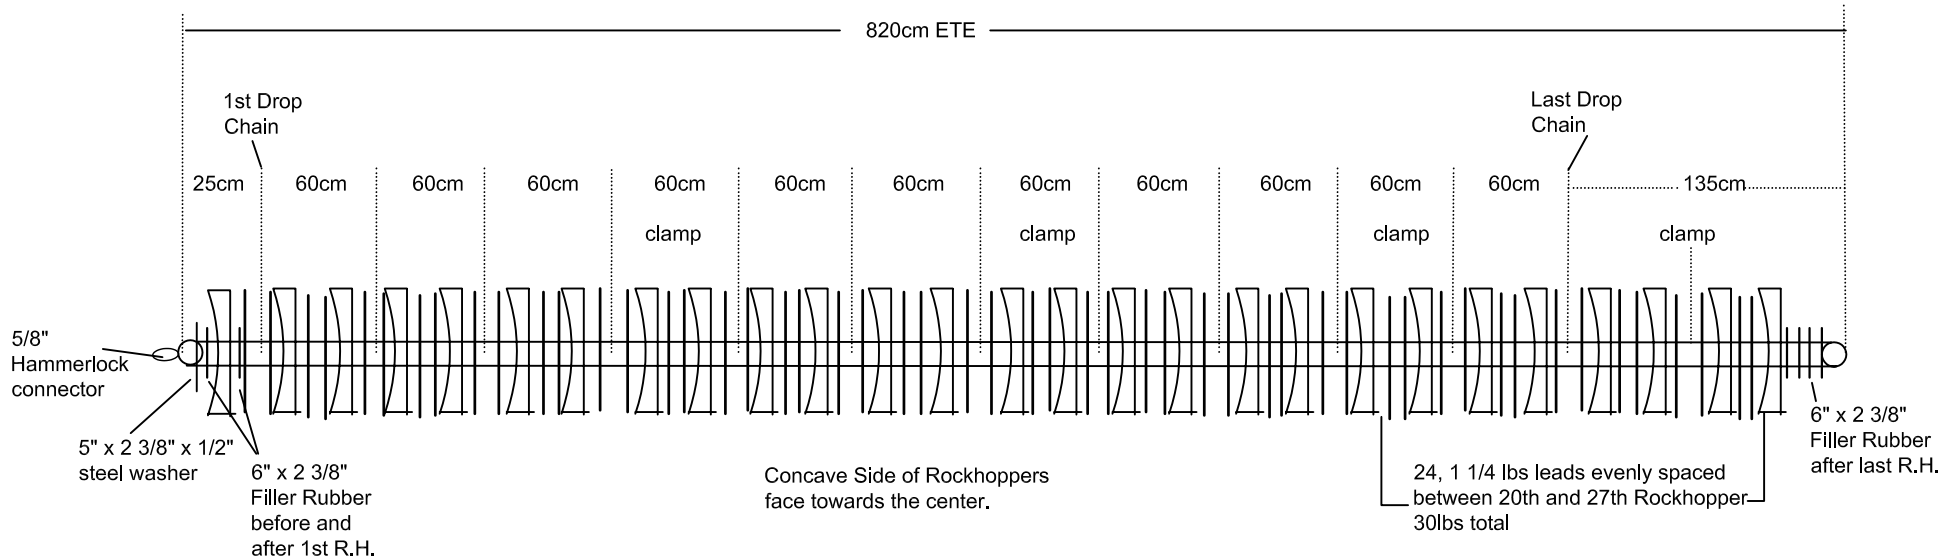 820cm ETE
1st Drop
Chain
Last Drop
Chain
25cm
60cm
60cm
60cm
60cm
60cm
60cm
60cm
60cm
60cm
60cm
60cm
135cm
clamp
clamp
clamp
clamp
5/8"
Hammerlock
connector
5" x 2 3/8" x 1/2"
steel washer
6" x 2 3/8"
Filler Rubber
before and
after 1st R.H.
Concave Side of Rockhoppers
face towards the center.
24, 1 1/4 lbs leads evenly spaced
between 20th and 27th Rockhopper
30lbs total
6" x 2 3/8"
Filler Rubber
after last R.H.